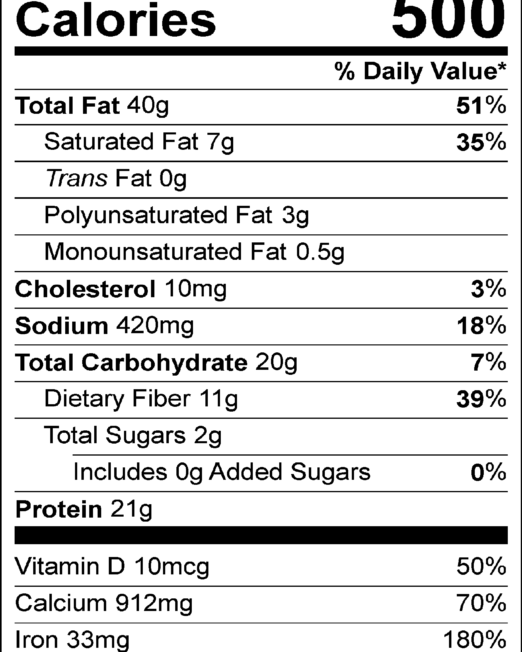 Calories 500
% Daily Value*
Total Fat 40g 51%
Saturated Fat 7g 35%
Trans Fat 0g
Polyunsaturated Fat 3g
Monounsaturated Fat 0.5g
Cholesterol 10mg 3%
Sodium 420mg 18%
Total Carbohydrate 20g 7%
Dietary Fiber 11g 39%
Total Sugars 2g
Includes 0g Added Sugars 0%
Protein 21g
Vitamin D 10mcg 50%
Calcium 912mg 70%
Iron 33mg 180%